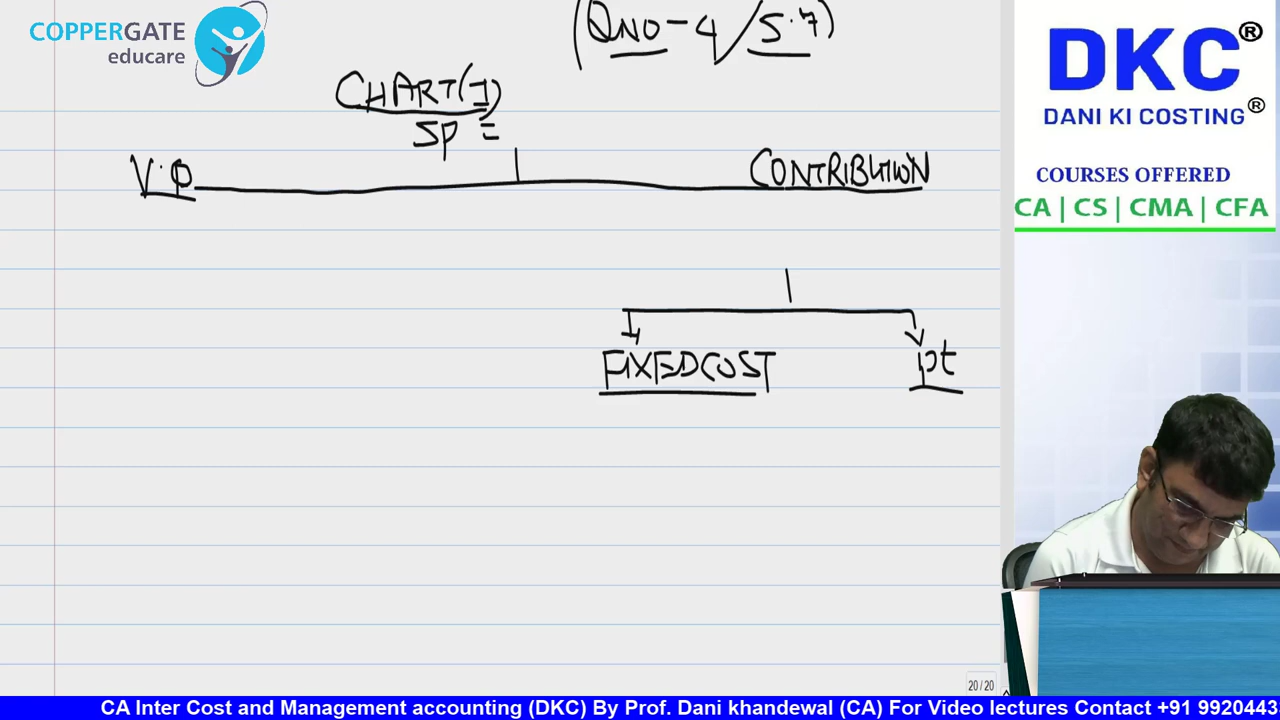 COPPERGATE
educare
(QNO-4/5.7)
CHART(I)
SP =
V.P
CONTRIBUTION
FIXEDCOST
pt
DKC®
DANI KI COSTING®
COURSES OFFERED
CA | CS | CMA | CFA
20 / 20
CA Inter Cost and Management accounting (DKC) By Prof. Dani khandewal (CA) For Video lectures Contact +91 9920443